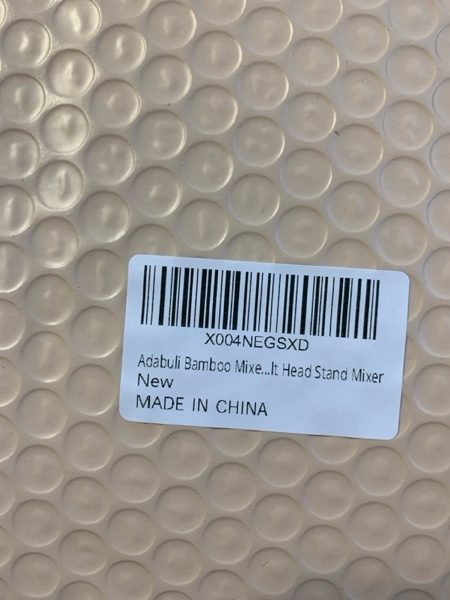 X004NEGSXD
Adabuli Bamboo Mixe...lt Head Stand Mixer
New
MADE IN CHINA